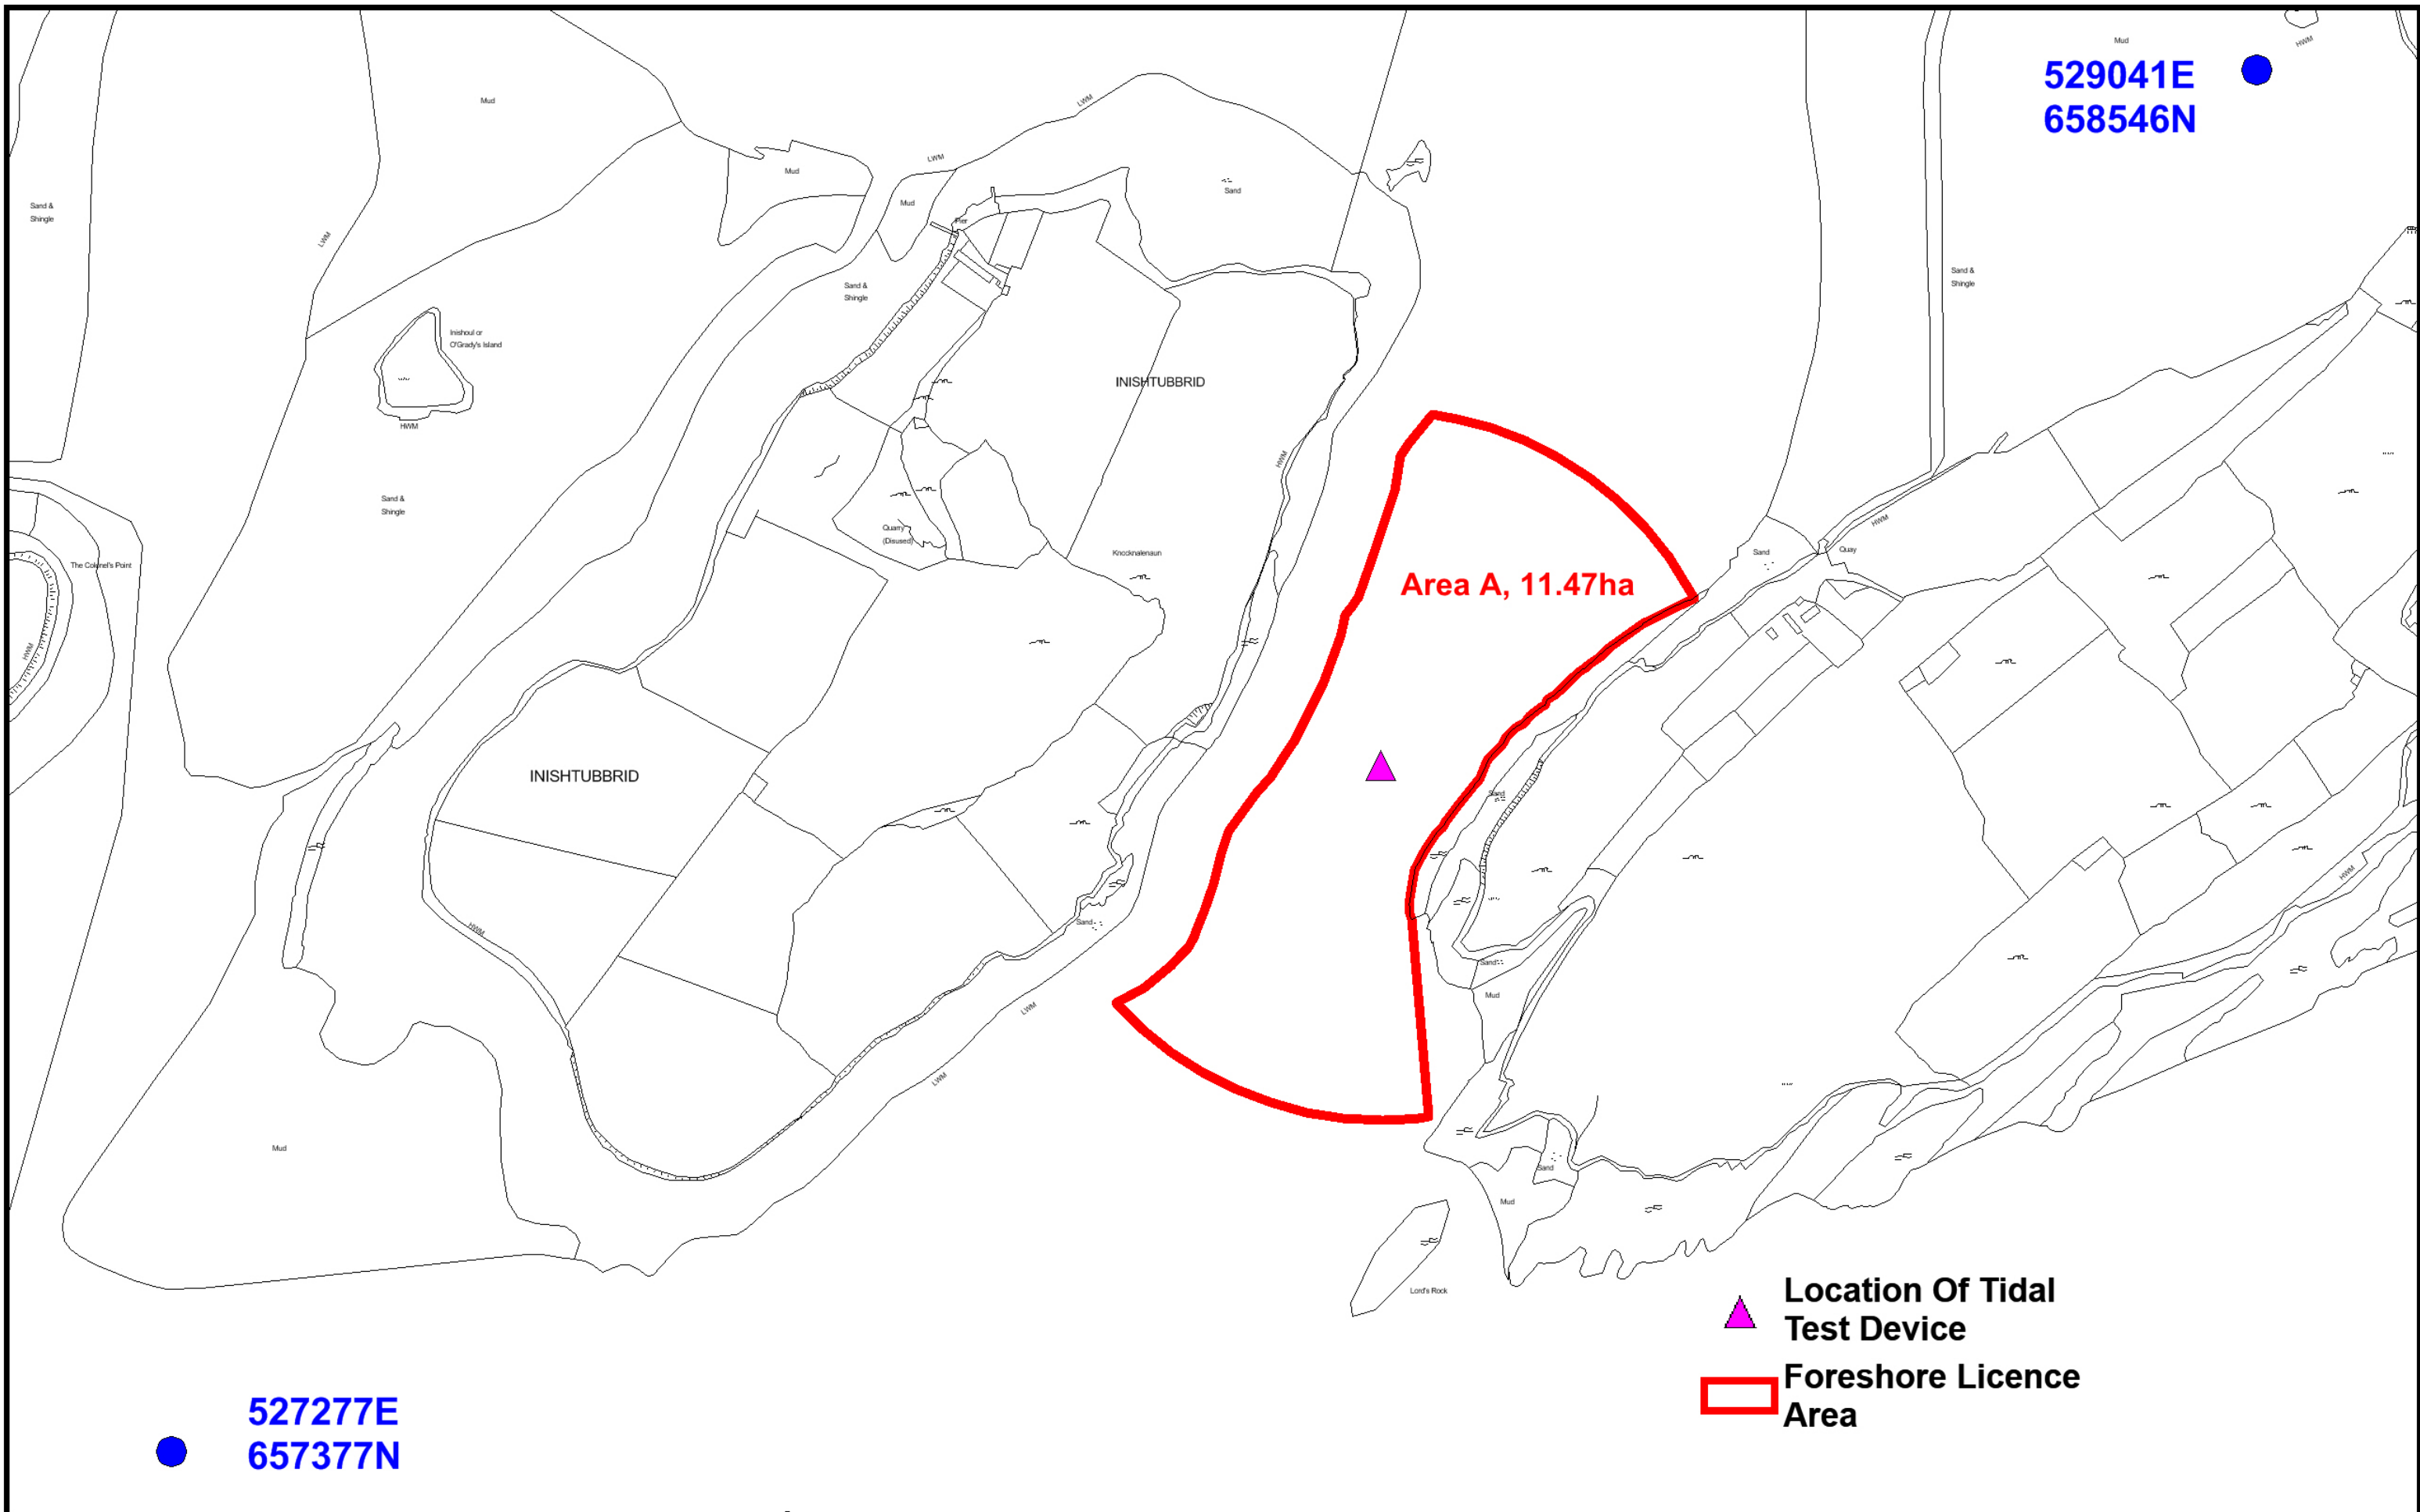 Mud
HWM
529041E
658546N
Mud
LWM
LWM
Mud
Sand
Sand &
Shingle
Mud
Pier
LWM
Sand &
Shingle
Sand &
Shingle
Inishoul or
O'Grady's Island
HWM
INISHTUBBRID
HWM
Sand &
Shingle
Quarry
(Disused)
Knocknalenaun
HWM
Sand
Quay
The Colonel's Point
Area A, 11.47ha
HWM
INISHTUBBRID
Sand
HWM
HWM
Sand
Sand
Mud
LWM
LWM
Mud
Sand
Mud
Lord's Rock
Location Of Tidal
Test Device
Foreshore Licence
Area
527277E
657377N